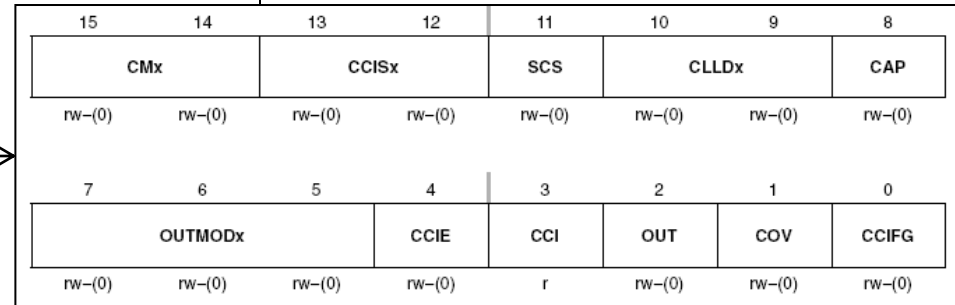 15 14 13 12 11 10 9 8
CMx CCISx SCS CLLDx CAP
rw–(0) rw–(0) rw–(0) rw–(0) rw–(0) rw–(0) rw–(0) rw–(0)
7 6 5 4 3 2 1 0
OUTMODx CCIE CCI OUT COV CCIFG
rw–(0) rw–(0) rw–(0) rw–(0) r rw–(0) rw–(0) rw–(0)